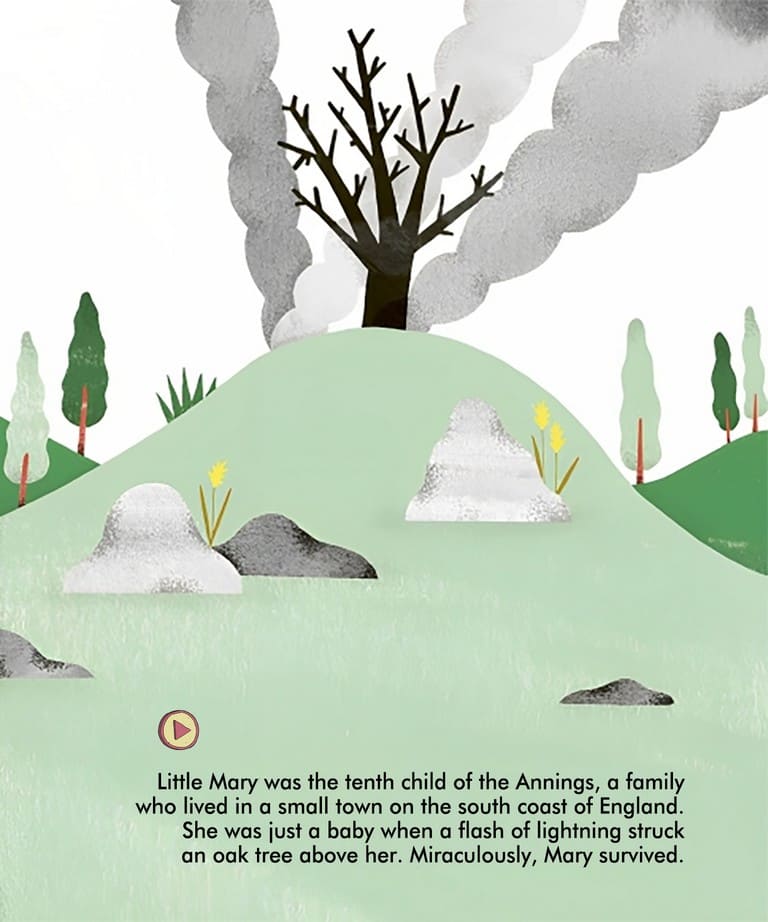 Little Mary was the tenth child of the Annings, a family
who lived in a small town on the south coast of England.
She was just a baby when a flash of lightning struck
an oak tree above her. Miraculously, Mary survived.